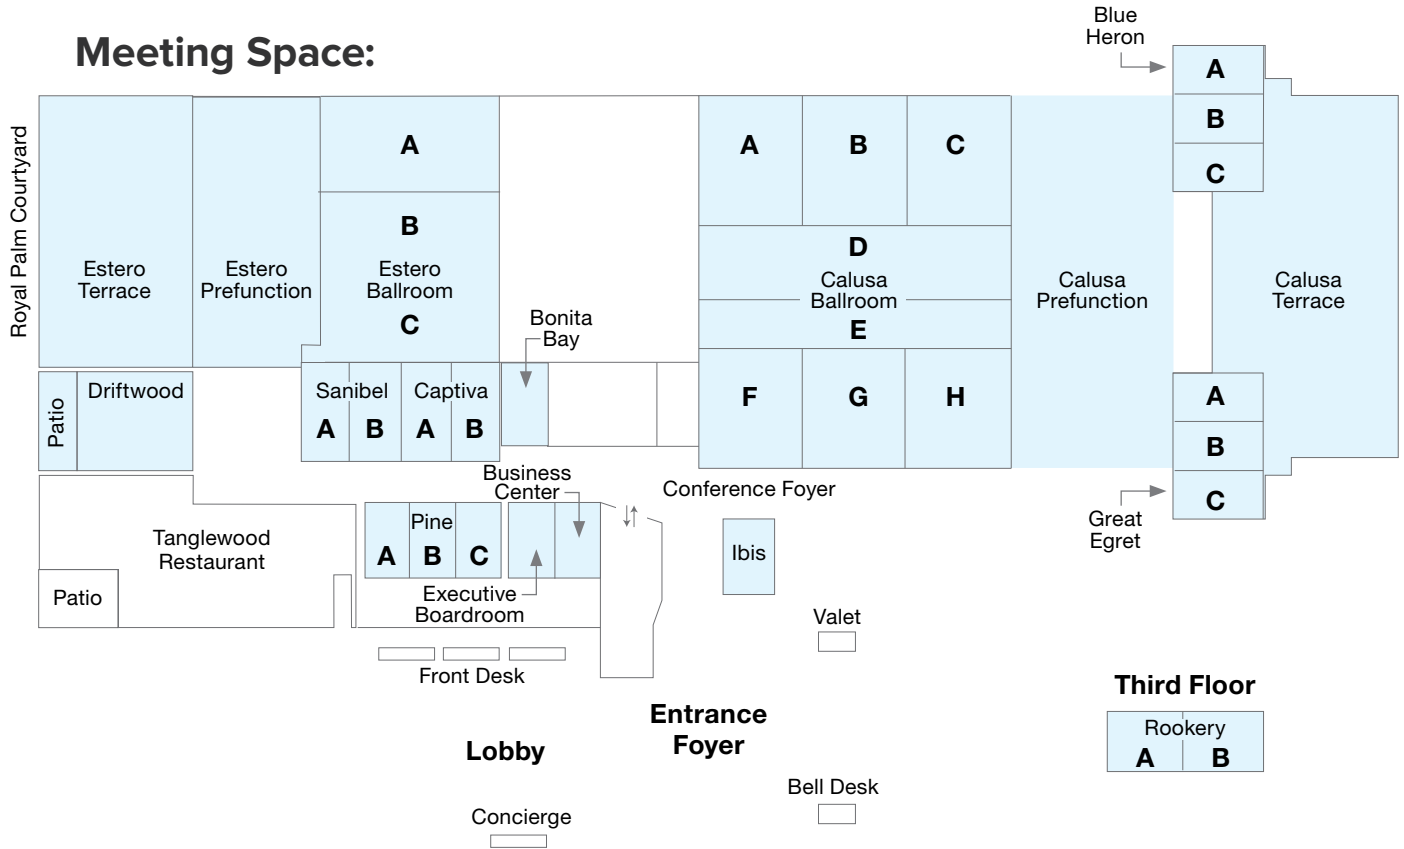 Meeting Space:
Blue
Heron
A
B
C
Royal Palm Courtyard
Estero
Terrace
Estero
Prefunction
A
B
Estero
Ballroom
C
A
B
C
D
Calusa
Ballroom
E
F
G
H
Calusa
Prefunction
Calusa
Terrace
Bonita
Bay
Patio
Driftwood
Sanibel
A
B
Captiva
A
B
A
B
C
Great
Egret
Business
Center
Conference Foyer
Tanglewood
Restaurant
Patio
Pine
A
B
C
Executive
Boardroom
Ibis
Valet
Front Desk
Third Floor
Rookery
A
B
Entrance
Foyer
Lobby
Bell Desk
Concierge